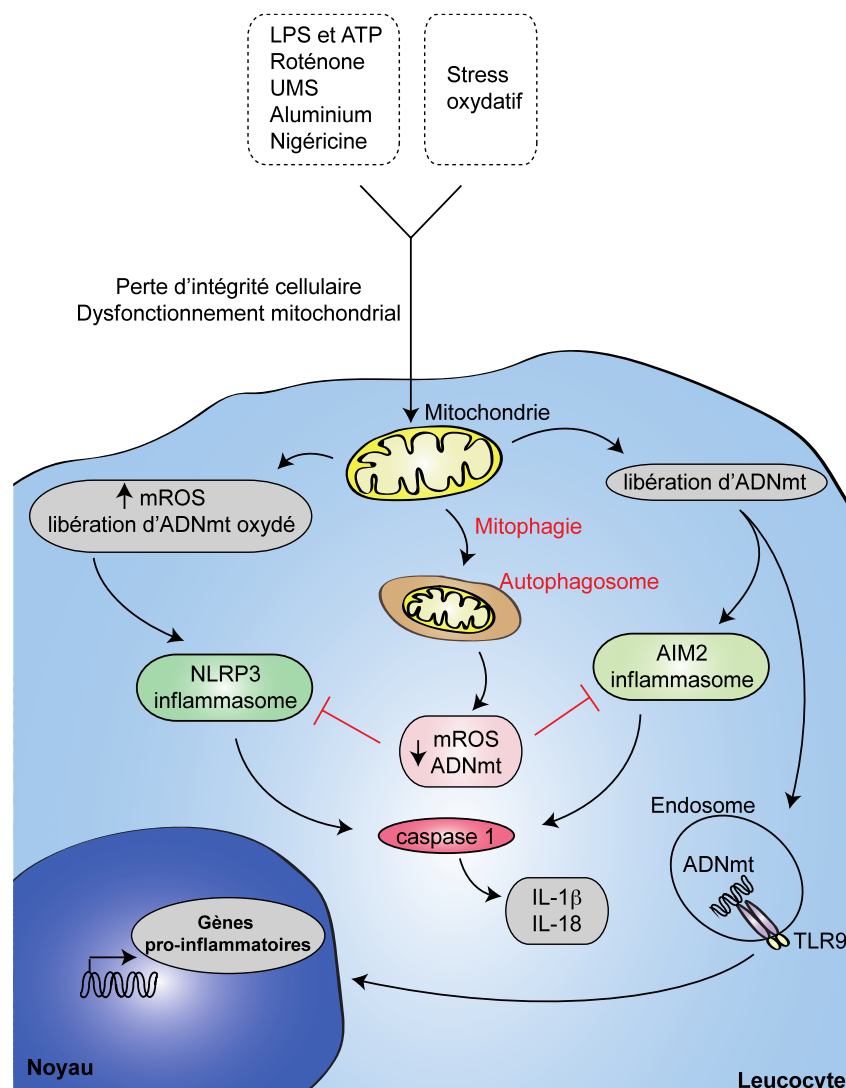 LPS et ATP
Roténone
UMS
Aluminium
Nigéricine
Stress
oxydatif
Perte d'intégrité cellulaire
Dysfonctionnement mitochondrial
Mitochondrie
mROS
libération d'ADNmt oxydé
libération d'ADNmt
Mitophagie
Autophagosome
NLRP3
inflammasome
AIM2
inflammasome
mROS
ADNmt
caspase 1
IL-1β
IL-18
Endosome
ADNmt
TLR9
Gènes
pro-inflammatoires
Noyau
Leucocyte